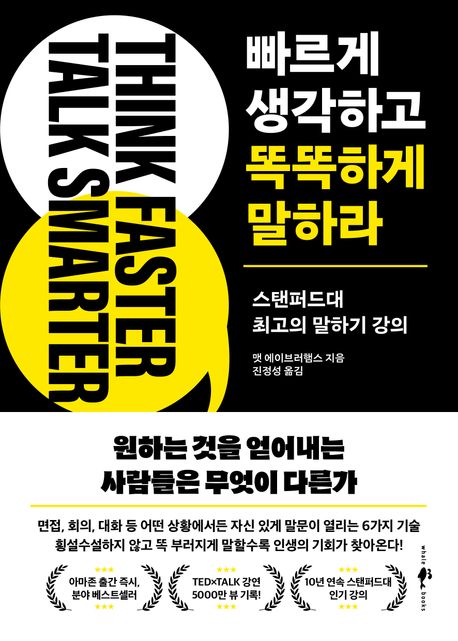 THINK FASTER
TALK SMARTER
빠르게
생각하고
똑똑하게
말하라
스탠퍼드대
최고의 말하기 강의
맷 에이브러햄스 지음
진정성 옮김
원하는 것을 얻어내는
사람들은 무엇이 다른가
면접, 회의, 대화 등 어떤 상황에서든 자신 있게 말문이 열리는 6가지 기술
횡설수설하지 않고 똑 부러지게 말할수록 인생의 기회가 찾아온다!
아마존 출간 즉시,
분야 베스트셀러
TED×TALK 강연
5000만 뷰 기록!
10년 연속 스탠퍼드대
인기 강의
whale books